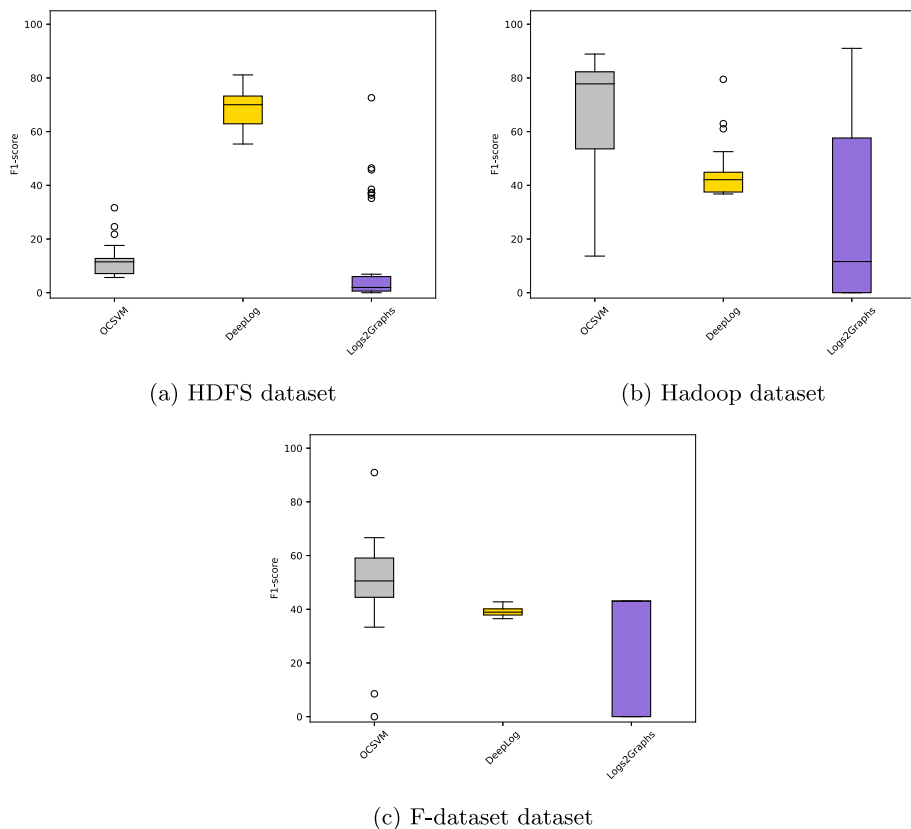 100
80
60
40
20
0
F1-score
OCSVM
DeepLog
Logs2Graphs
(a) HDFS dataset
100
80
60
40
20
0
F1-score
OCSVM
DeepLog
Logs2Graphs
(b) Hadoop dataset
100
80
60
40
20
0
F1-score
OCSVM
DeepLog
Logs2Graphs
(c) F-dataset dataset